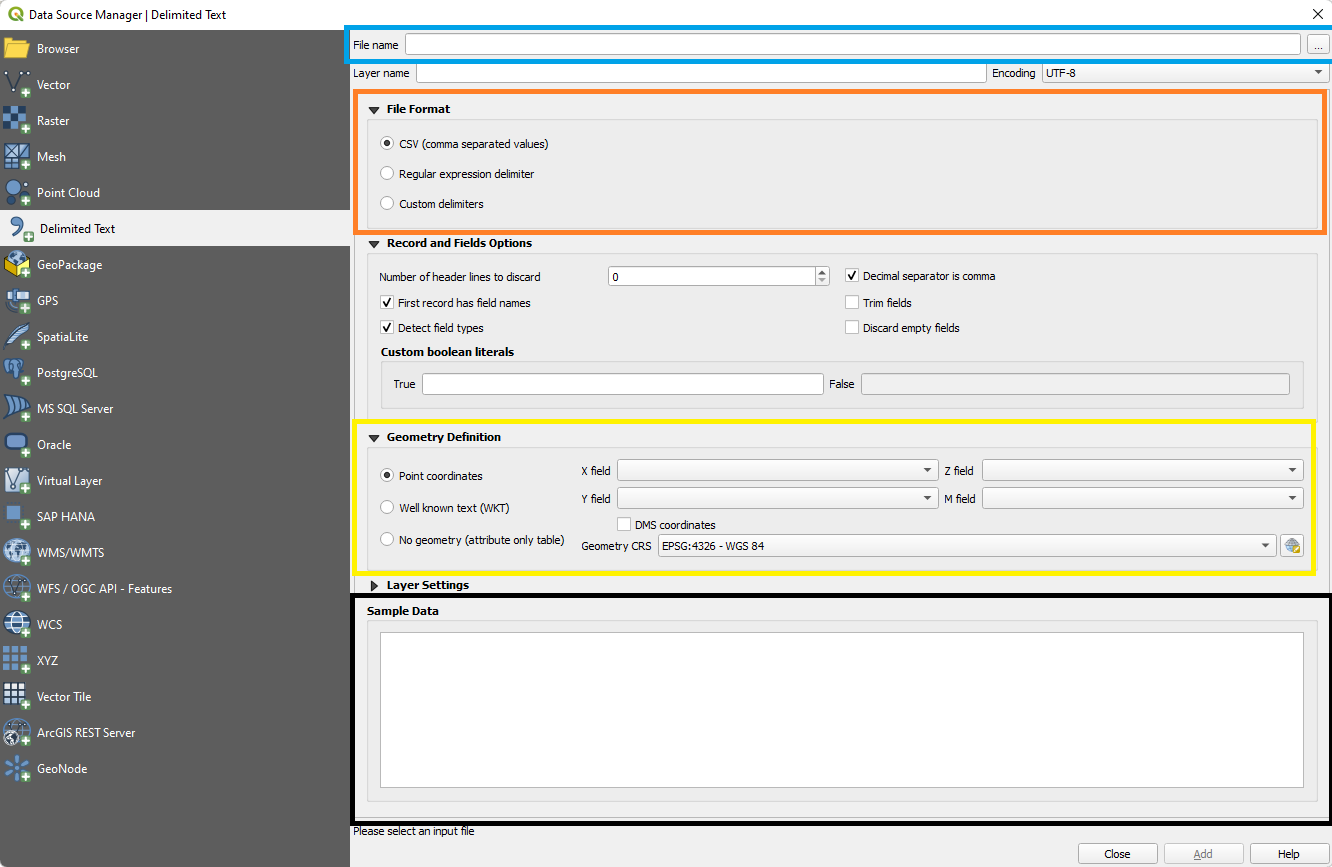 Data Source Manager | Delimited Text
Browser
Vector
Raster
Mesh
Point Cloud
Delimited Text
GeoPackage
GPS
SpatiaLite
PostgreSQL
MS SQL Server
Oracle
Virtual Layer
SAP HANA
WMS/WMTS
WFS / OGC API - Features
WCS
XYZ
Vector Tile
ArcGIS REST Server
GeoNode
File name ...
Layer name Encoding UTF-8
File Format
CSV (comma separated values)
Regular expression delimiter
Custom delimiters
Record and Fields Options
Number of header lines to discard 0 Decimal separator is comma
First record has field names Trim fields
Detect field types Discard empty fields
Custom boolean literals
True False
Geometry Definition
Point coordinates X field Z field
Y field M field
Well known text (WKT)
DMS coordinates
No geometry (attribute only table) Geometry CRS EPSG:4326 - WGS 84
Layer Settings
Sample Data
Please select an input file
Close Add Help